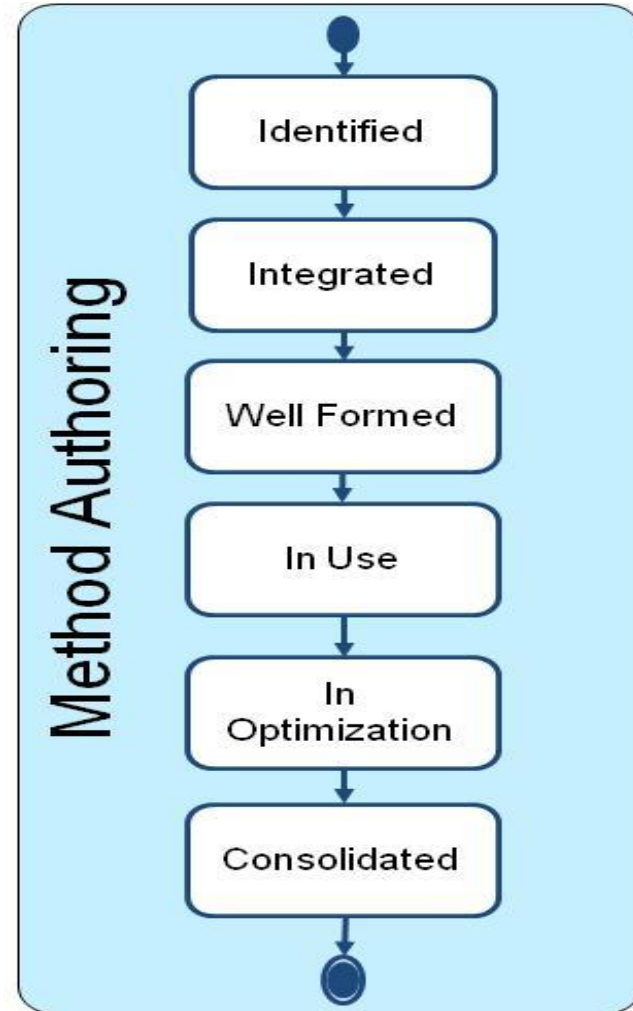 Method Authoring
Identified
Integrated
Well Formed
In Use
In
Optimization
Consolidated